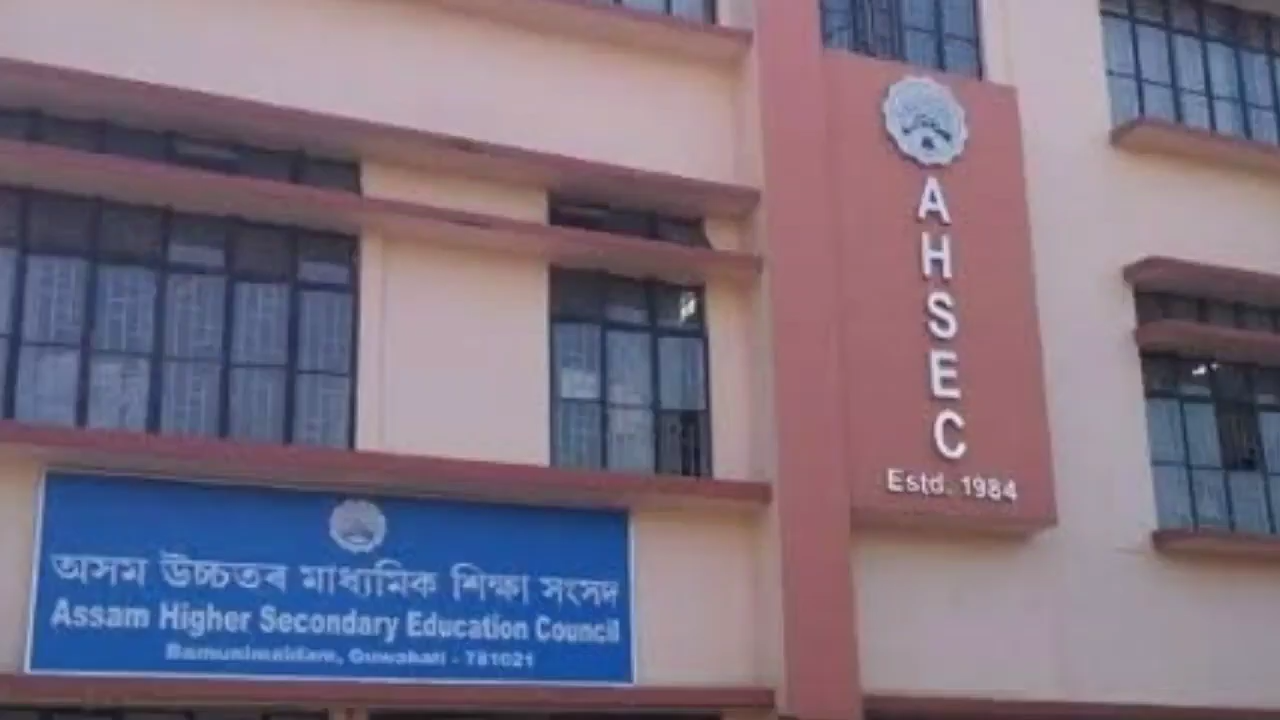 অসম উচ্চতৰ মাধ্যমিক শিক্ষা সংসদ
Assam Higher Secondary Education Council
Bamunimaidam, Guwahati - 781021
AHSEC
Estd. 1984